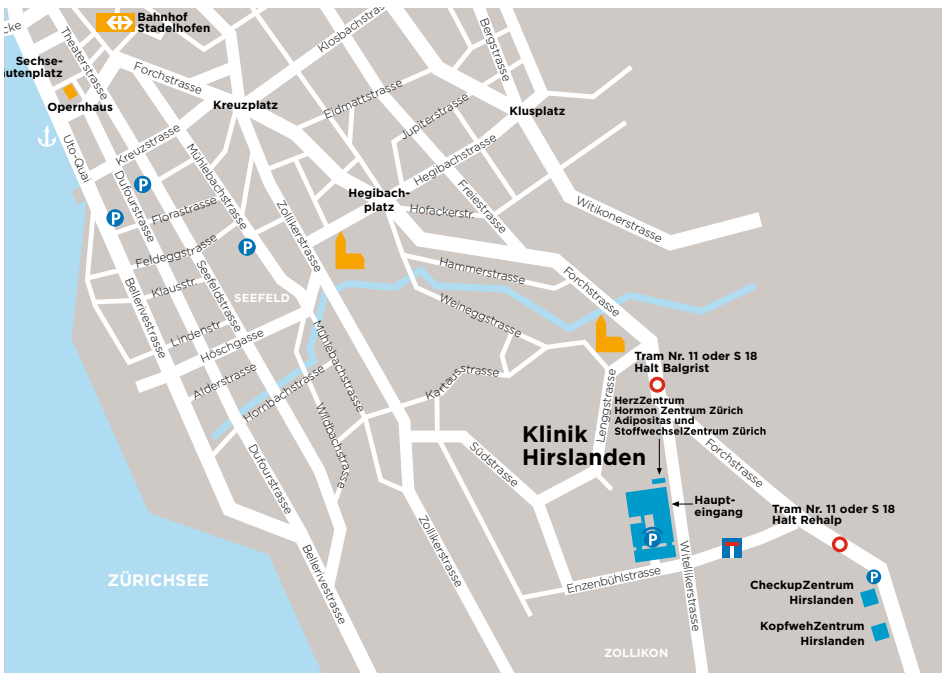 cke
Theaterstrasse
Bahnhof
Stadelhofen
Klosbachstrasse
Bergstrasse
Sechse-
äutenplatz
Forchstrasse
Opernhaus
Kreuzplatz
Eidmattstrasse
Jupiterstrasse
Klusplatz
Uto-Quai
Kreuzstrasse
Mühlebachstrasse
Hegibachstrasse
P
Dufourstrasse
Zollikerstrasse
Hegibach-
platz
Freiestrasse
Hofackerstr.
Witikonerstrasse
P
Florastrasse
P
Feldeggstrasse
Seefeldstrasse
Hammerstrasse
Forchstrasse
Bellerivestrasse
Klausstr.
SEEFELD
Weineggstrasse
Lindenstr
Höschgasse
Mühlebachstrasse
Alderstrasse
Hornbachstrasse
Kartausstrasse
Tram Nr. 11 oder S 18
Halt Balgrist
Lenggstrasse
HerzZentrum
Hormon Zentrum Zürich
Adipositas und
StoffwechselZentrum Zürich
Wildbachstrasse
Klinik
Hirslanden
Südstrasse
Forchstrasse
Dufourstrasse
Haupt-
eingang
Tram Nr. 11 oder S 18
Halt Rehalp
P
Zollikerstrasse
Bellerivestrasse
Witellikerstrasse
Enzenbühlstrasse
ZÜRICHSEE
P
CheckupZentrum
Hirslanden
KopfwehZentrum
Hirslanden
ZOLLIKON